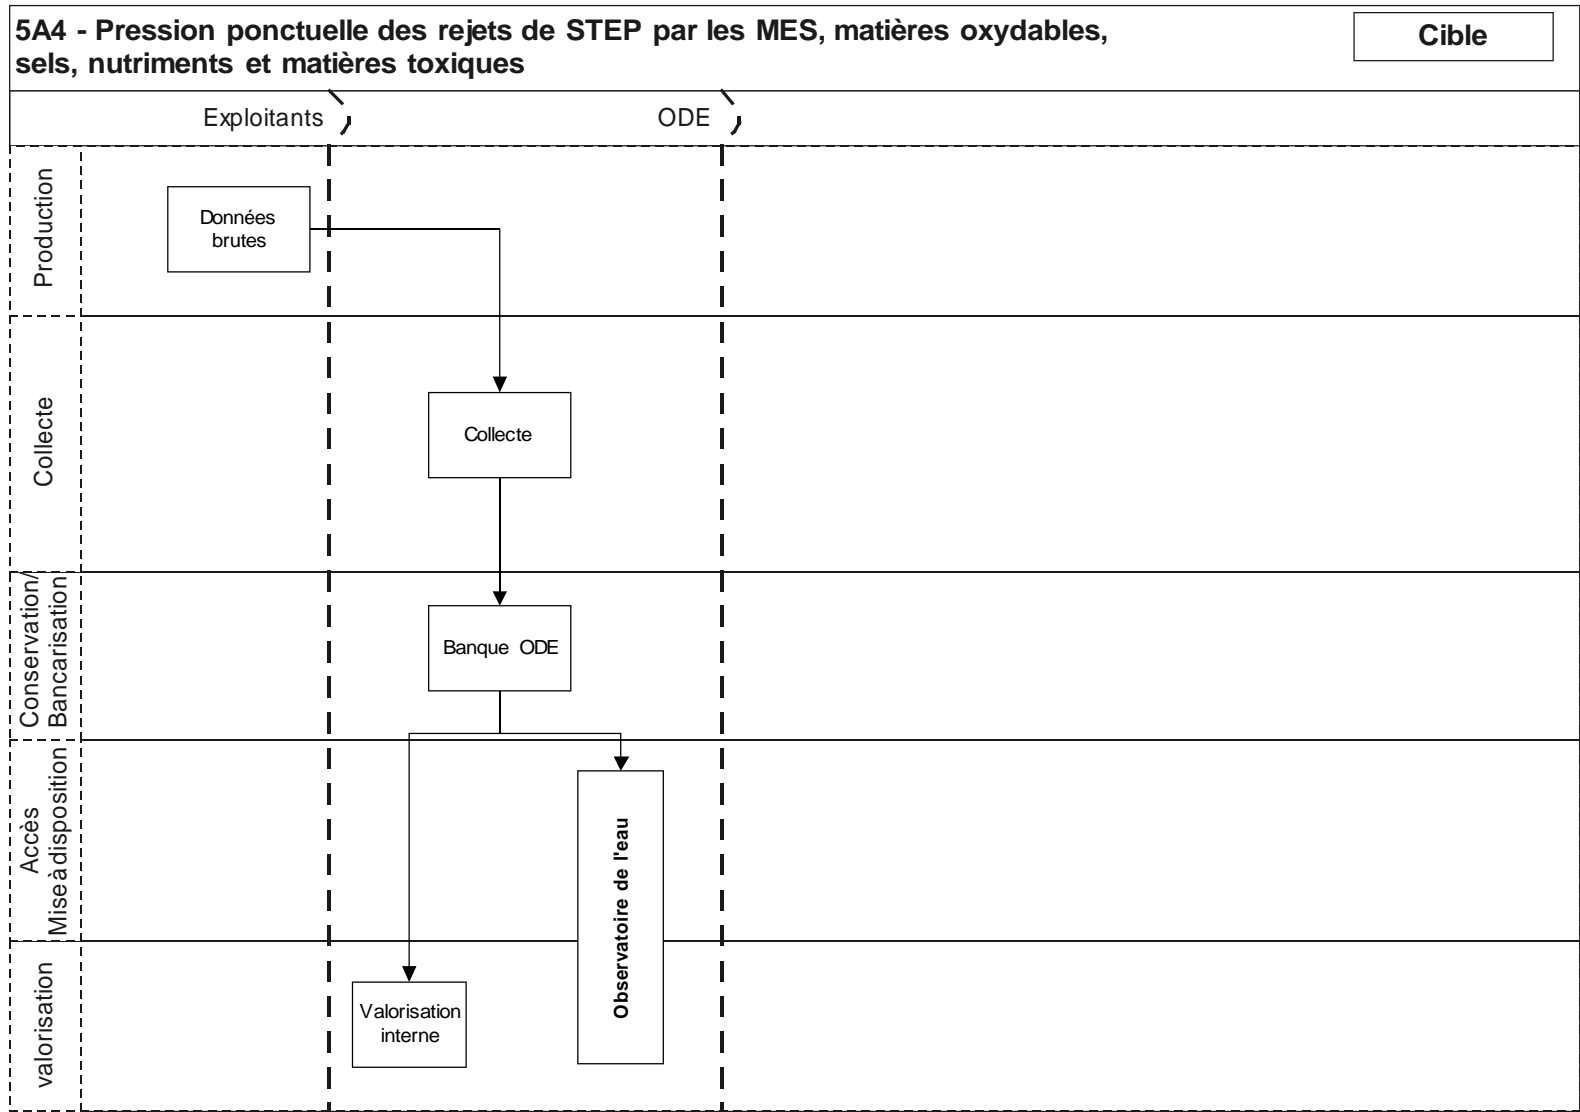 5A4 - Pression ponctuelle des rejets de STEP par les MES, matières oxydables,
sels, nutriments et matières toxiques
Cible
Exploitants
ODE
Production
Données
brutes
Collecte
Collecte
Conservation/
Bancarisation
Banque ODE
Accès
Mise à disposition
Observatoire de l'eau
valorisation
Valorisation
interne